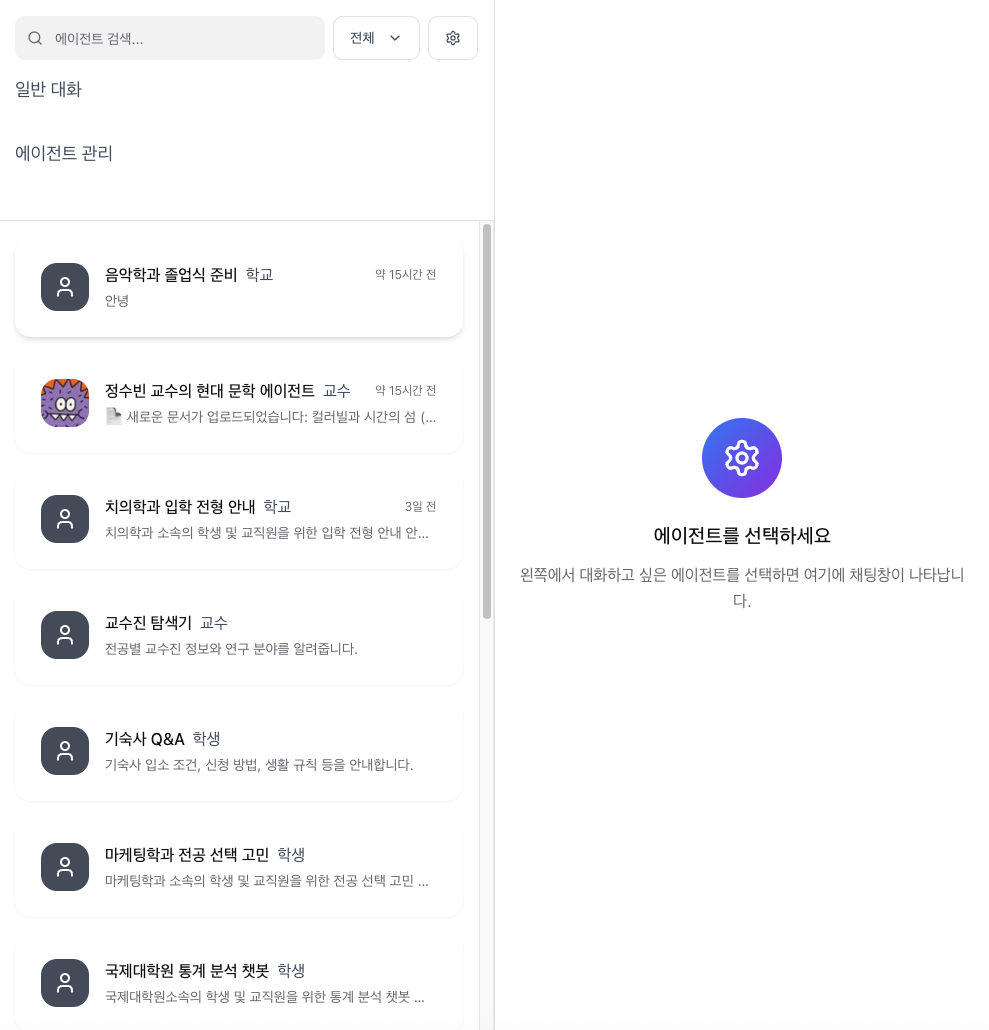 에이전트 검색...
전체
일반 대화
에이전트 관리
음악학과 졸업식 준비 학교 약 15시간 전
안녕
정수빈 교수의 현대 문학 에이전트 교수 약 15시간 전
새로운 문서가 업로드되었습니다: 컬러빌과 시간의 섬 (...
치의학과 입학 전형 안내 학교 3일 전
치의학과 소속의 학생 및 교직원을 위한 입학 전형 안내 안...
교수진 탐색기 교수
전공별 교수진 정보와 연구 분야를 알려줍니다.
기숙사 Q&A 학생
기숙사 입소 조건, 신청 방법, 생활 규칙 등을 안내합니다.
마케팅학과 전공 선택 고민 학생
마케팅학과 소속의 학생 및 교직원을 위한 전공 선택 고민 ...
국제대학원 통계 분석 챗봇 학생
국제대학원소속의 학생 및 교직원을 위한 통계 분석 챗봇 ...
에이전트를 선택하세요
왼쪽에서 대화하고 싶은 에이전트를 선택하면 여기에 채팅창이 나타납니
다.